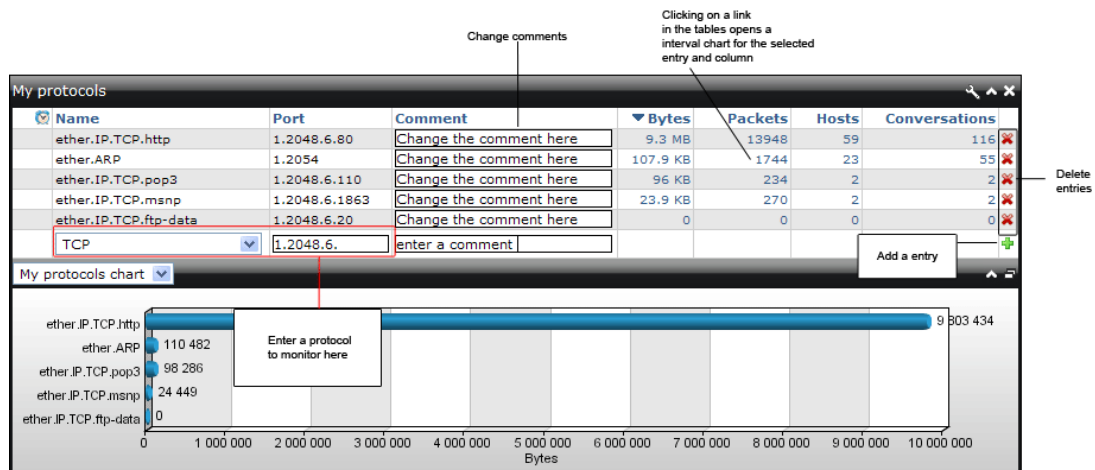 Clicking on a link
in the tables opens a
interval chart for the selected
entry and column
Change comments
My protocols
Name Port Comment Bytes Packets Hosts Conversations
ether.IP.TCP.http 1.2048.6.80 Change the comment here 9.3 MB 13948 59 116
ether.ARP 1.2054 Change the comment here 107.9 KB 1744 23 55
ether.IP.TCP.pop3 1.2048.6.110 Change the comment here 96 KB 234 2 2
ether.IP.TCP.msnp 1.2048.6.1863 Change the comment here 23.9 KB 270 2 2
ether.IP.TCP.ftp-data 1.2048.6.20 Change the comment here 0 0 0 0
TCP 1.2048.6. enter a comment
Delete
entries
Add a entry
My protocols chart
ether.IP.TCP.http 9 803 434
ether.ARP 110 482
ether.IP.TCP.pop3 98 286
ether.IP.TCP.msnp 24 449
ether.IP.TCP.ftp-data 0
Enter a protocol
to monitor here
0 1 000 000 2 000 000 3 000 000 4 000 000 5 000 000 6 000 000 7 000 000 8 000 000 9 000 000 10 000 000
Bytes